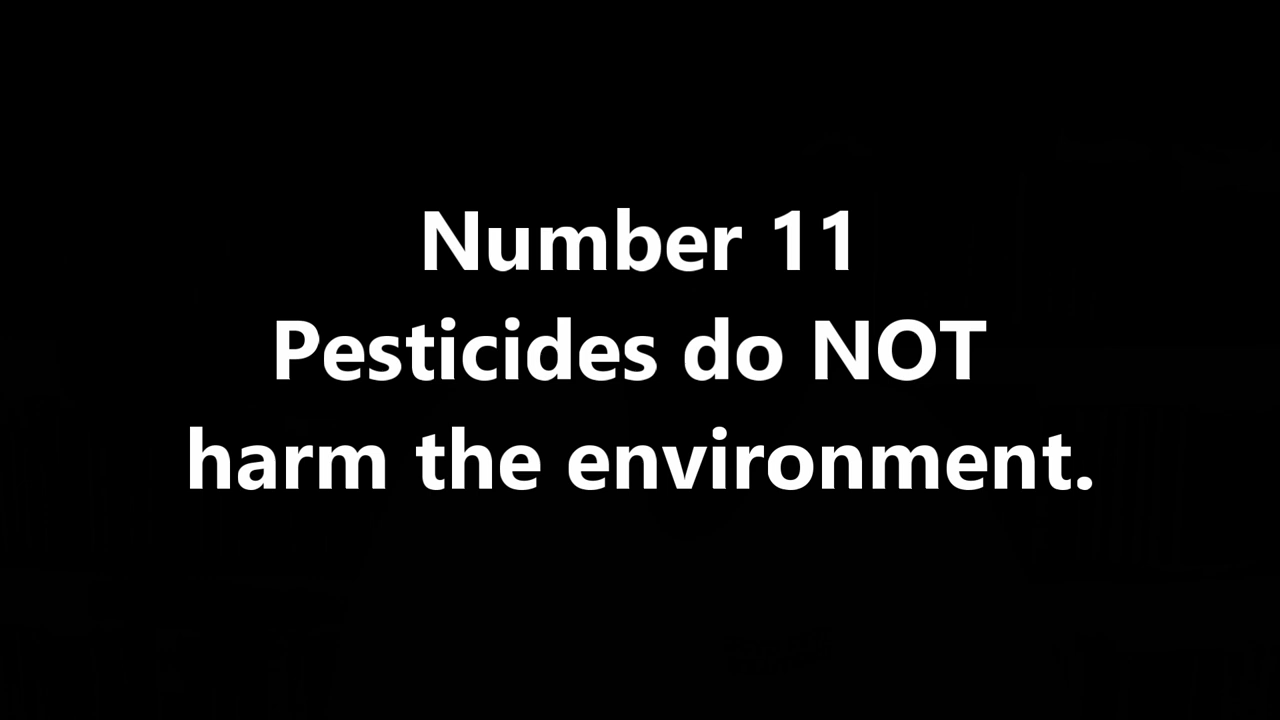 Number 11
Pesticides do NOT
harm the environment.